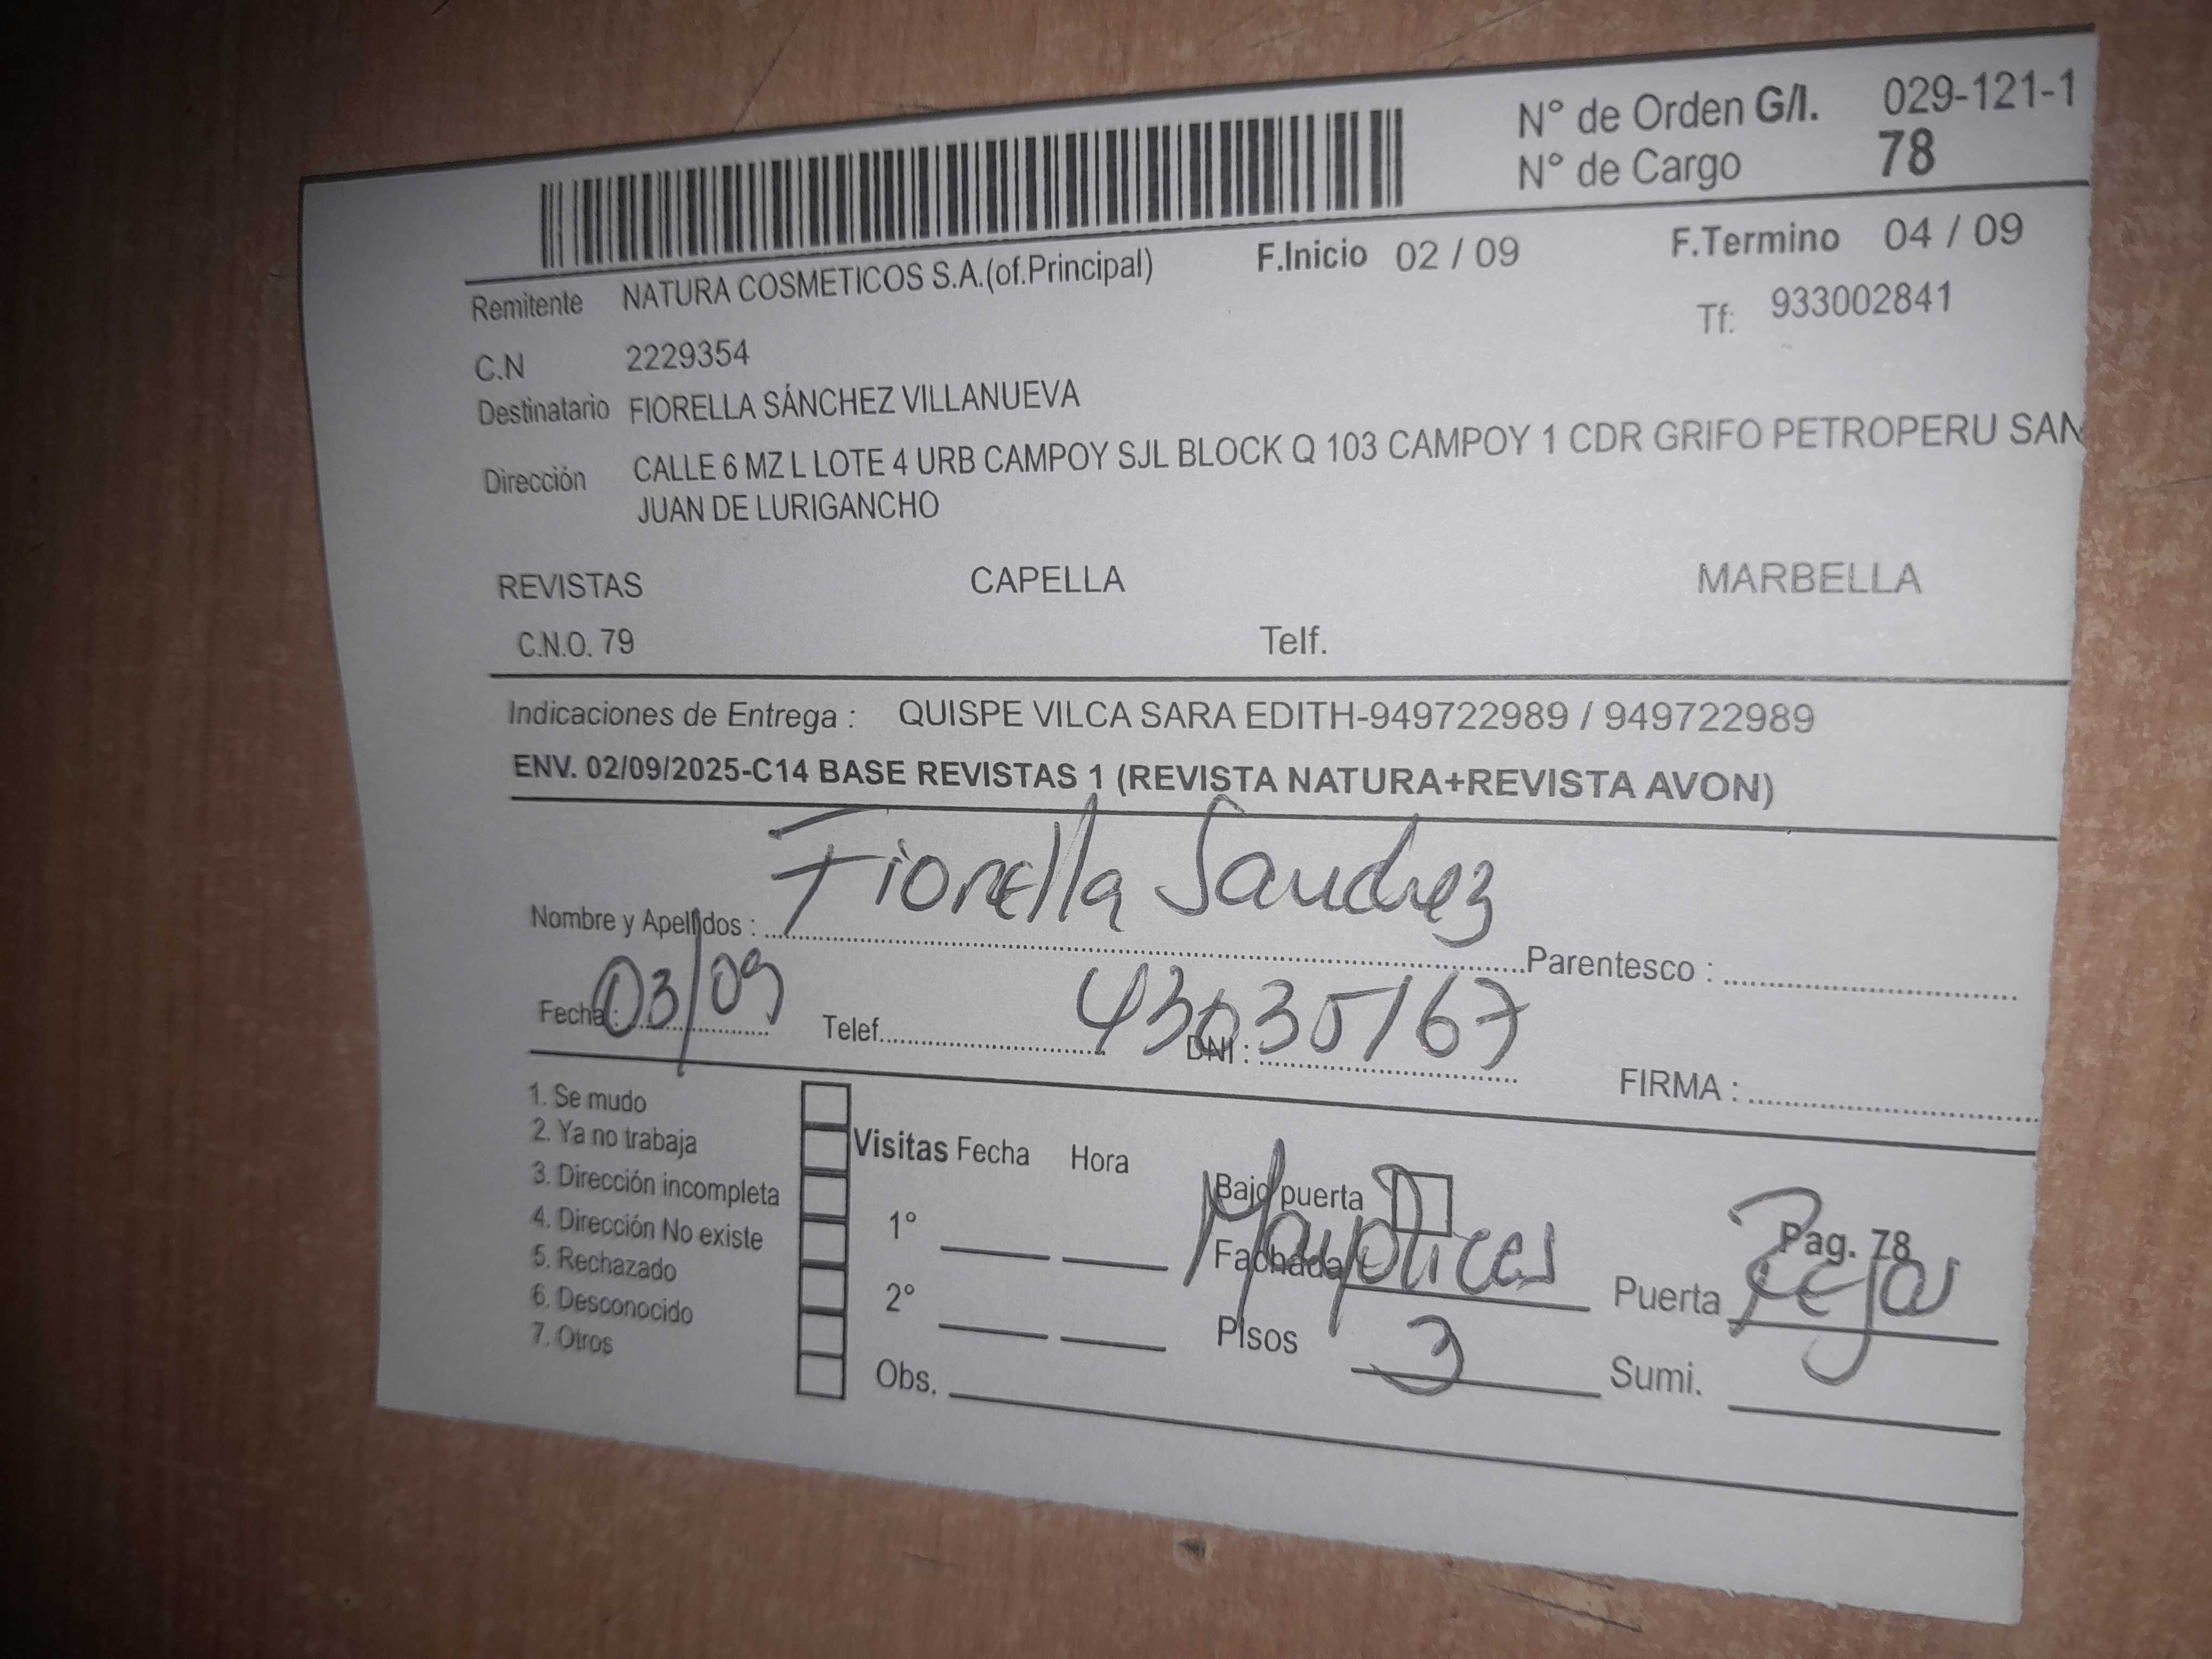 N° de Orden G/I. 029-121-1
N° de Cargo 78
Remitente NATURA COSMETICOS S.A.(of.Principal) F.Inicio 02 / 09 F.Termino 04 / 09
C.N 2229354 Tf: 933002841
Destinatario FIORELLA SÁNCHEZ VILLANUEVA
Dirección CALLE 6 MZ L LOTE 4 URB CAMPOY SJL BLOCK Q 103 CAMPOY 1 CDR GRIFO PETROPERU SAN
JUAN DE LURIGANCHO
REVISTAS CAPELLA MARBELLA
C.N.O. 79 Telf.
Indicaciones de Entrega : QUISPE VILCA SARA EDITH-949722989 / 949722989
ENV. 02/09/2025-C14 BASE REVISTAS 1 (REVISTA NATURA+REVISTA AVON)
Nombre y Apellidos : Fiorella Sanchez Parentesco :
Fecha : 03/09 Telef. DNI : 43035167 FIRMA :
1. Se mudo
2. Ya no trabaja
3. Dirección incompleta
4. Dirección No existe
5. Rechazado
6. Desconocido
7. Otros
Visitas Fecha Hora
1°
2°
Obs.
Bajo puerta
Fachada Puerta
Pag. 78
Pisos 3 Sumi.